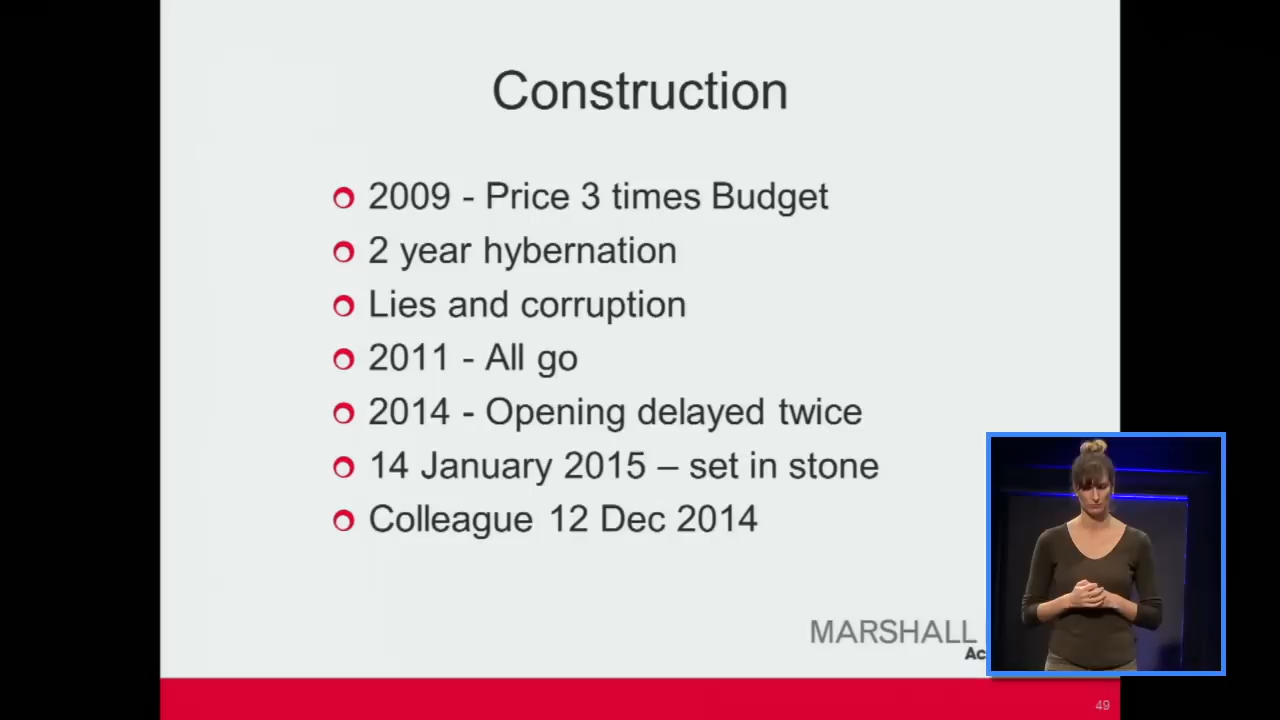 Construction
2009 - Price 3 times Budget
2 year hybernation
Lies and corruption
2011 - All go
2014 - Opening delayed twice
14 January 2015 – set in stone
Colleague 12 Dec 2014
MARSHALL
Ac
49